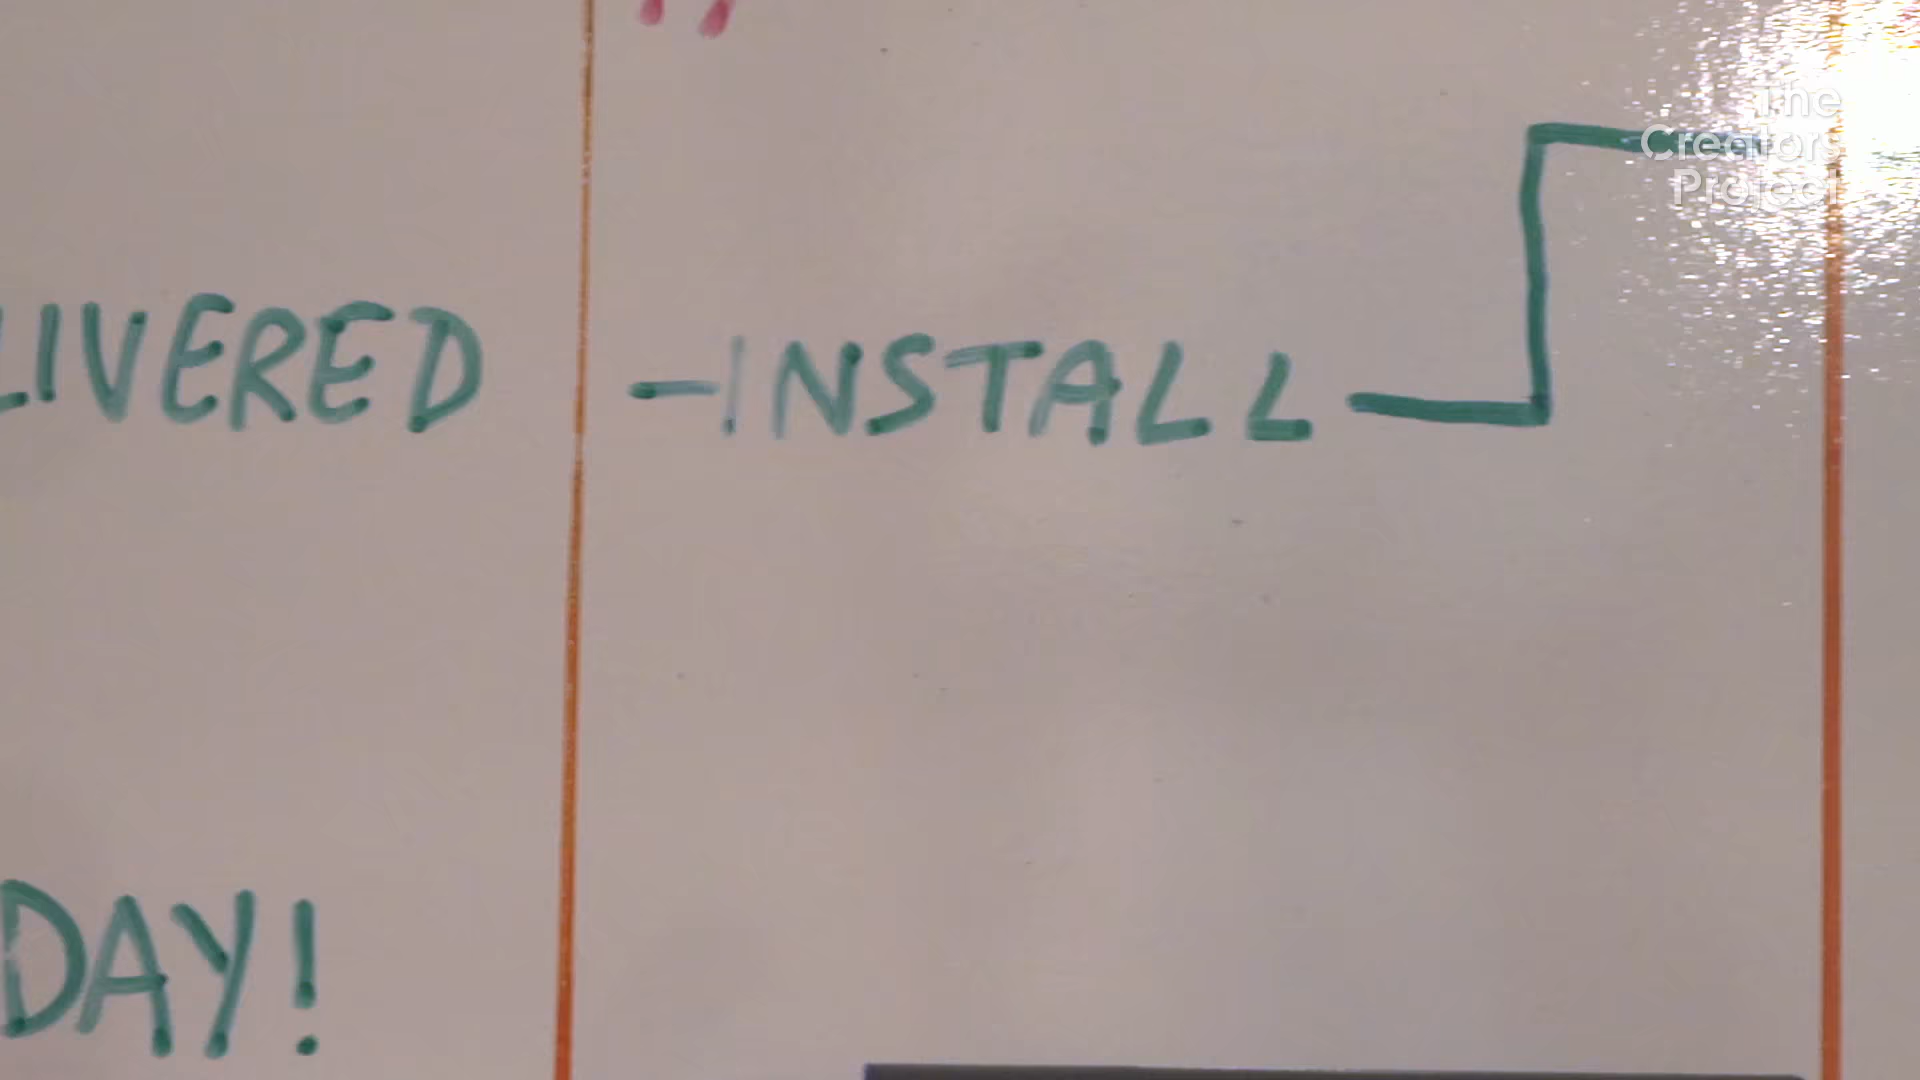 The
Creators
Project
LIVERED
-INSTALL
DAY!